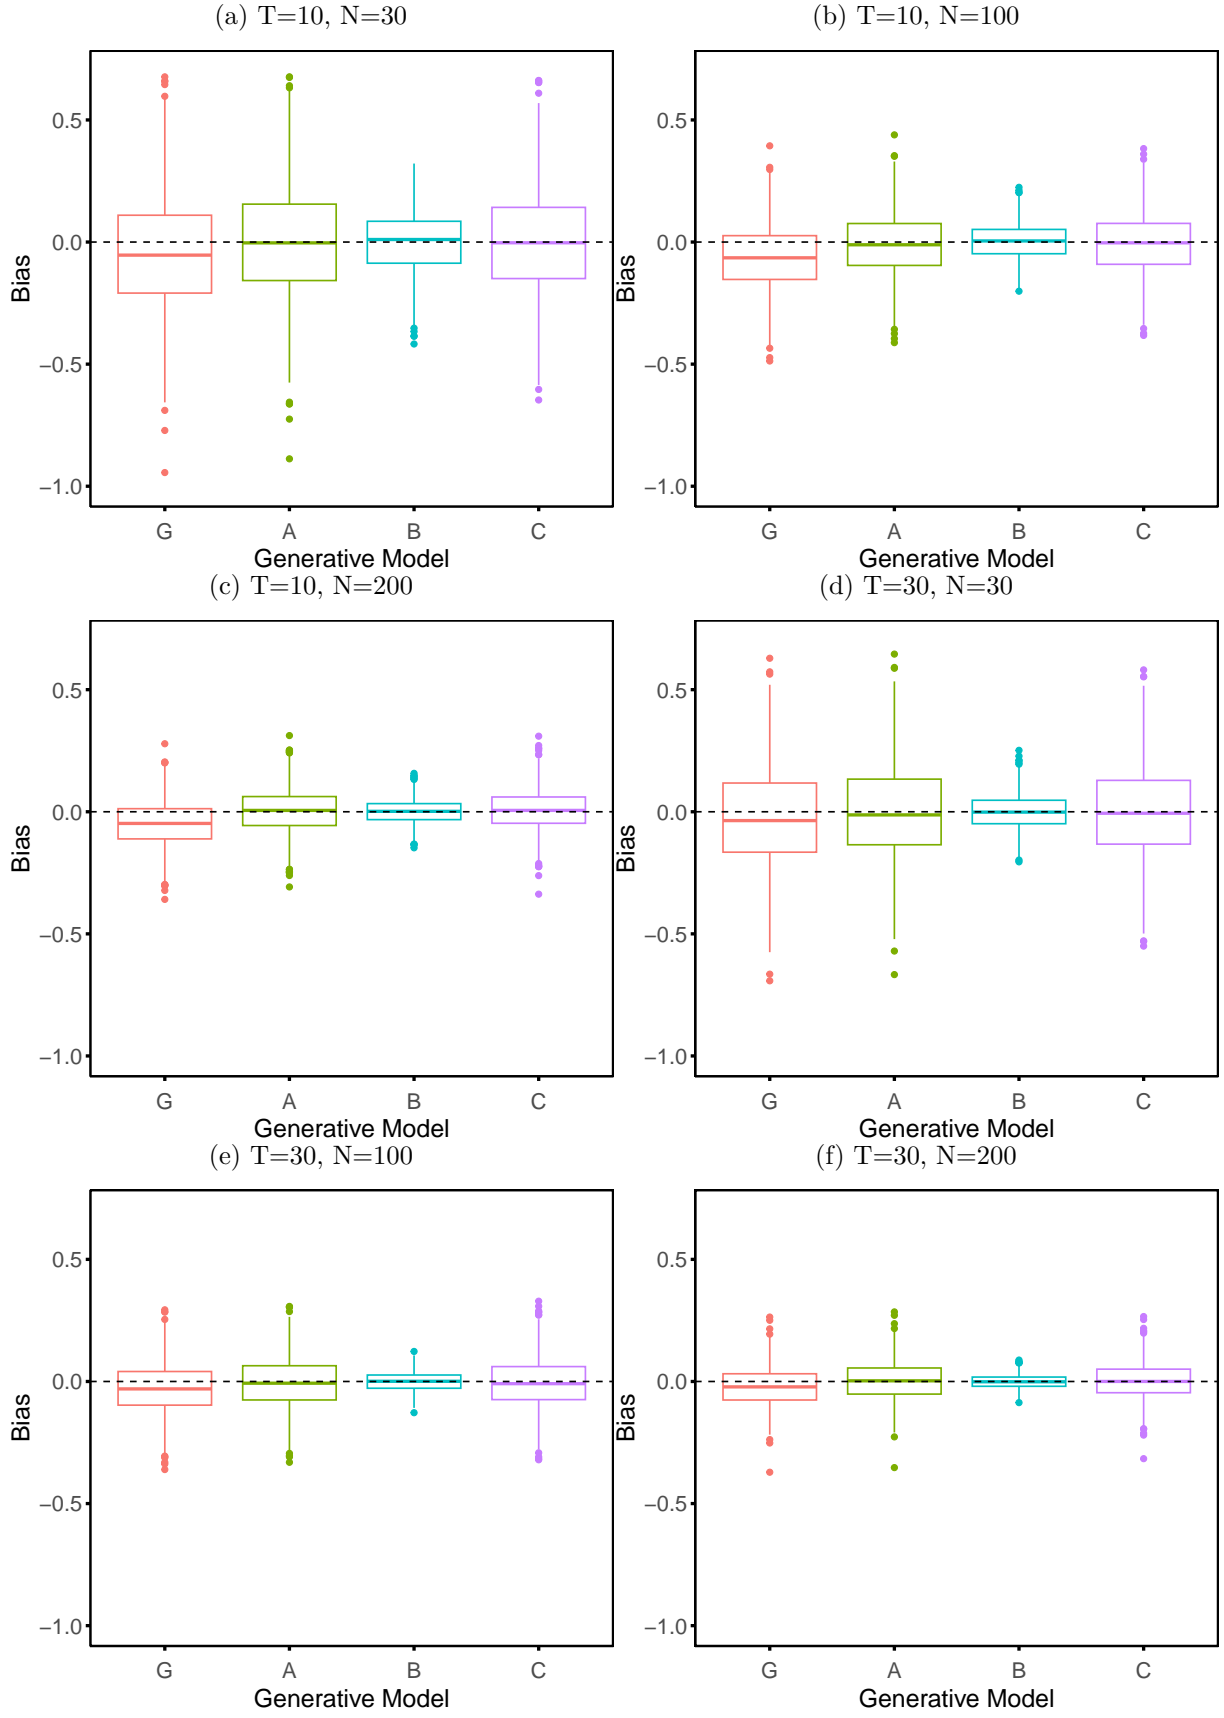 (a) T=10, N=30
(b) T=10, N=100
0.5
0.0
−0.5
−1.0
Bias
G A B C
Generative Model
0.5
0.0
−0.5
−1.0
Bias
G A B C
Generative Model
(c) T=10, N=200
(d) T=30, N=30
0.5
0.0
−0.5
−1.0
Bias
G A B C
Generative Model
0.5
0.0
−0.5
−1.0
Bias
G A B C
Generative Model
(e) T=30, N=100
(f) T=30, N=200
0.5
0.0
−0.5
−1.0
Bias
G A B C
Generative Model
0.5
0.0
−0.5
−1.0
Bias
G A B C
Generative Model